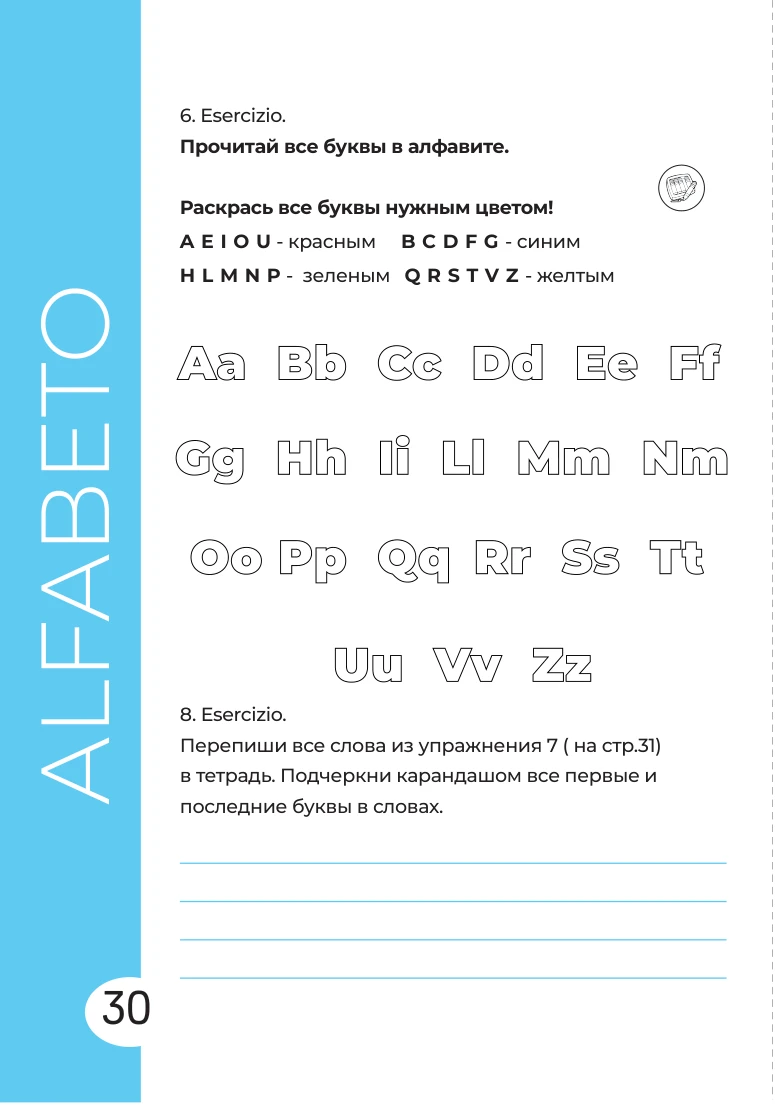 ALFABETO
6. Esercizio.
Прочитай все буквы в алфавите.
Раскрась все буквы нужным цветом!
A E I O U - красным B C D F G - синим
H L M N P - зеленым Q R S T V Z - желтым
Aa Bb Cc Dd Ee Ff
Gg Hh Ii Ll Mm Nm
Oo Pp Qq Rr Ss Tt
Uu Vv Zz
8. Esercizio.
Перепиши все слова из упражнения 7 ( на стр.31)
в тетрадь. Подчеркни карандашом все первые и
последние буквы в словах.
30